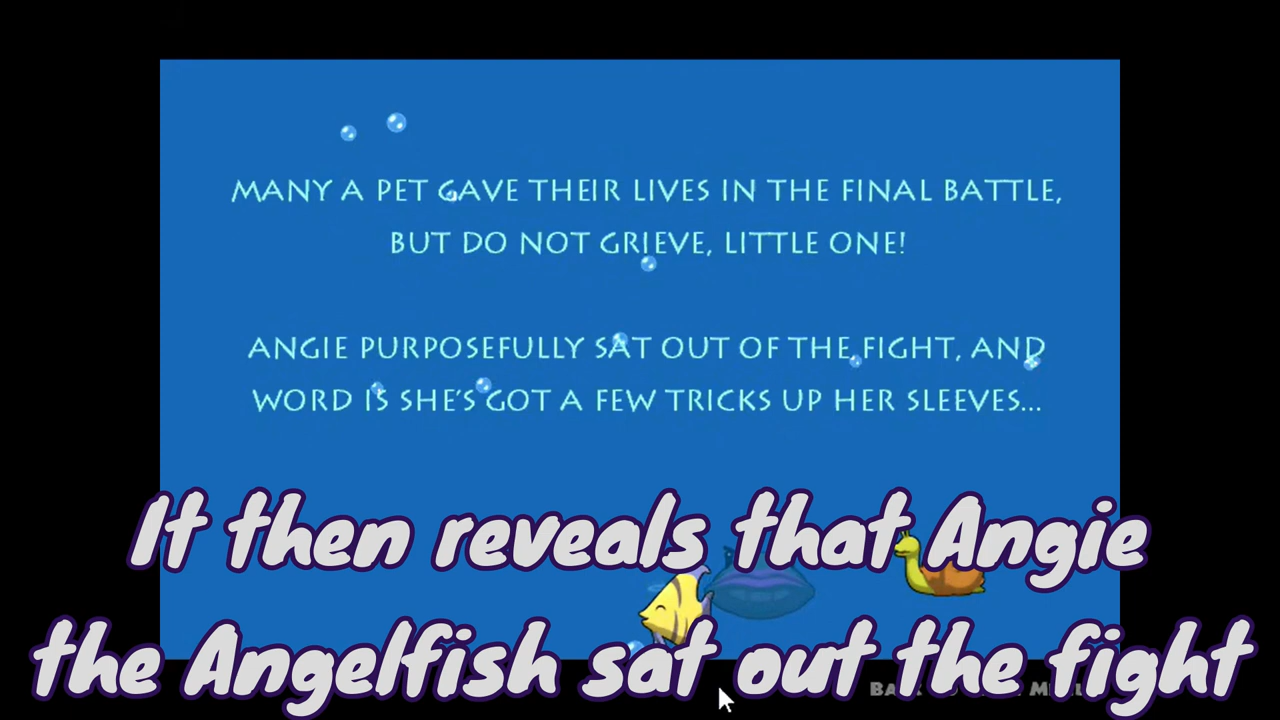 MANY A PET GAVE THEIR LIVES IN THE FINAL BATTLE,
BUT DO NOT GRIEVE, LITTLE ONE!
ANGIE PURPOSEFULLY SAT OUT OF THE FIGHT, AND
WORD IS SHE'S GOT A FEW TRICKS UP HER SLEEVES...
It then reveals that Angie
the Angelfish sat out the fight